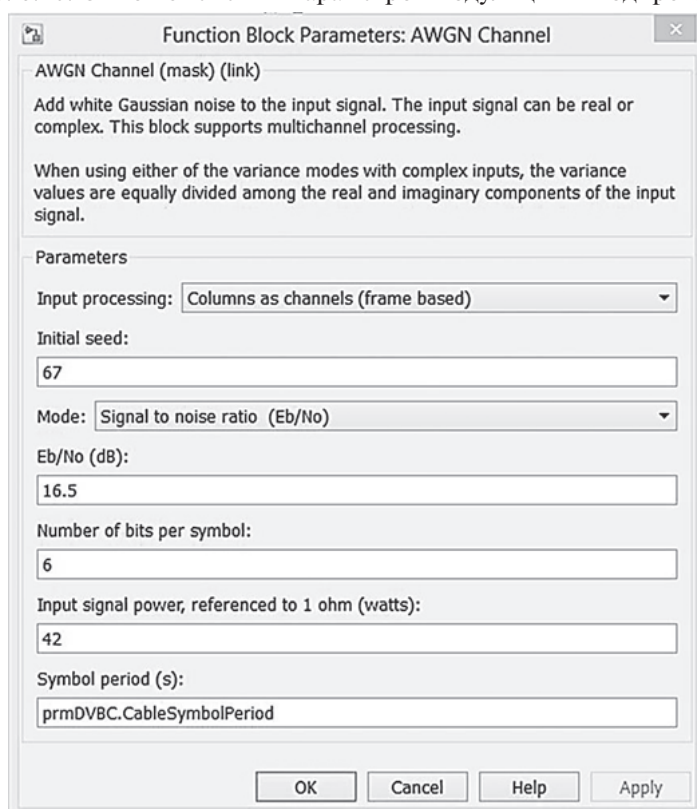 Function Block Parameters: AWGN Channel
AWGN Channel (mask) (link)
Add white Gaussian noise to the input signal. The input signal can be real or
complex. This block supports multichannel processing.
When using either of the variance modes with complex inputs, the variance
values are equally divided among the real and imaginary components of the input
signal.
Parameters
Input processing: Columns as channels (frame based)
Initial seed:
67
Mode: Signal to noise ratio (Eb/No)
Eb/No (dB):
16.5
Number of bits per symbol:
6
Input signal power, referenced to 1 ohm (watts):
42
Symbol period (s):
prmDVBC.CableSymbolPeriod
OK Cancel Help Apply